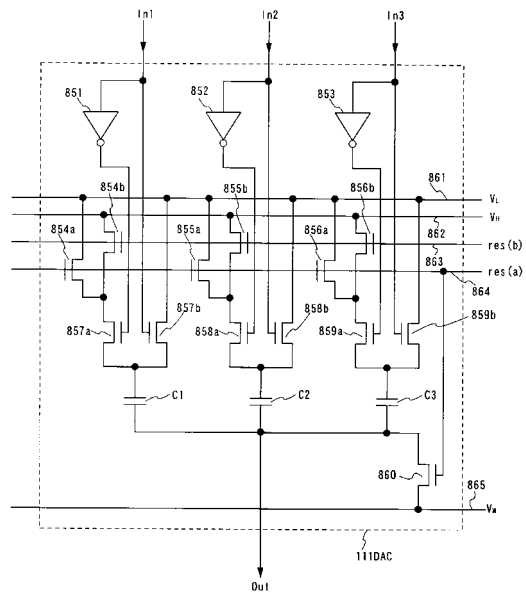 In1 In2 In3
851 852 853
861
VL
854b 855b 856b
VH
862
854a 855a 856a
res(b)
863
res(a)
864
857a 857b 858a 858b 859a 859b
C1 C2 C3
860
865
VM
111DAC
Out